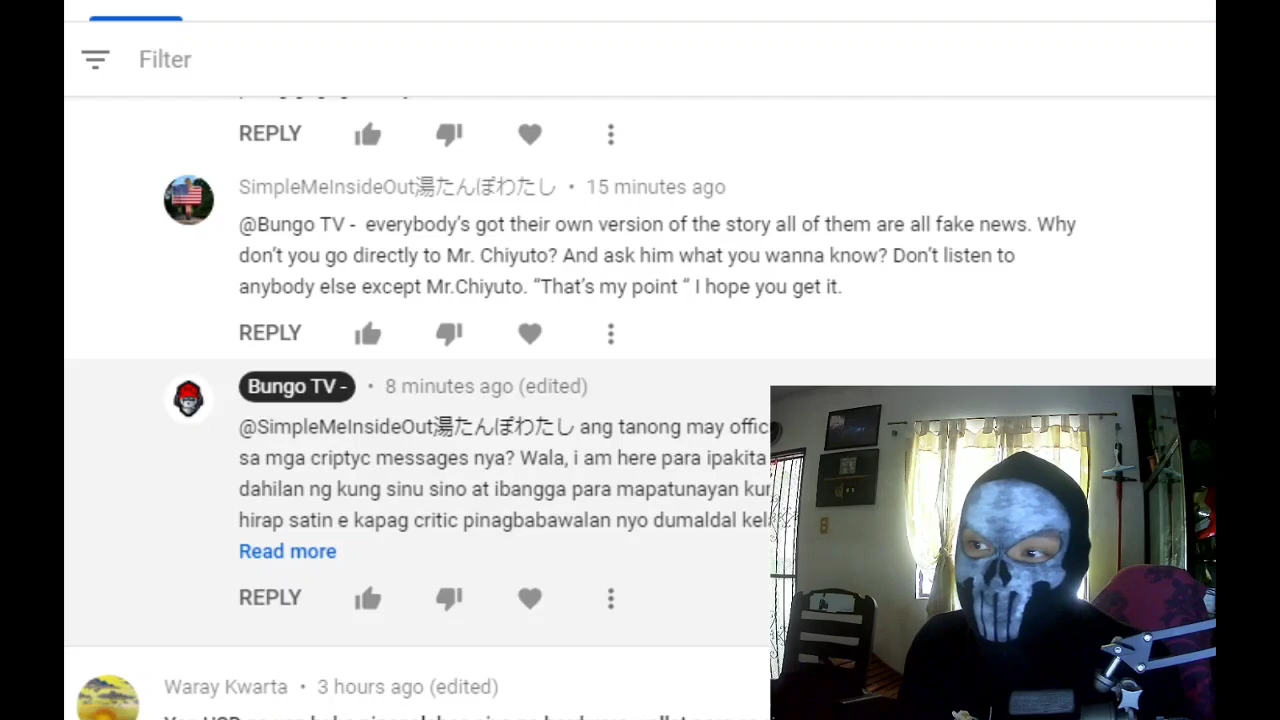 Filter
REPLY
SimpleMeInsideOut湯たんぽわたし • 15 minutes ago
@Bungo TV - everybody's got their own version of the story all of them are all fake news. Why
don't you go directly to Mr. Chiyuto? And ask him what you wanna know? Don't listen to
anybody else except Mr.Chiyuto. “That's my point “ I hope you get it.
REPLY
Bungo TV - • 8 minutes ago (edited)
@SimpleMeInsideOut湯たんぽわたし ang tanong may offic
sa mga criptyc messages nya? Wala, i am here para ipakita
dahilan ng kung sinu sino at ibangga para mapatunayan kun
hirap satin e kapag critic pinagbabawalan nyo dumaldal kela
Read more
REPLY
Waray Kwarta • 3 hours ago (edited)